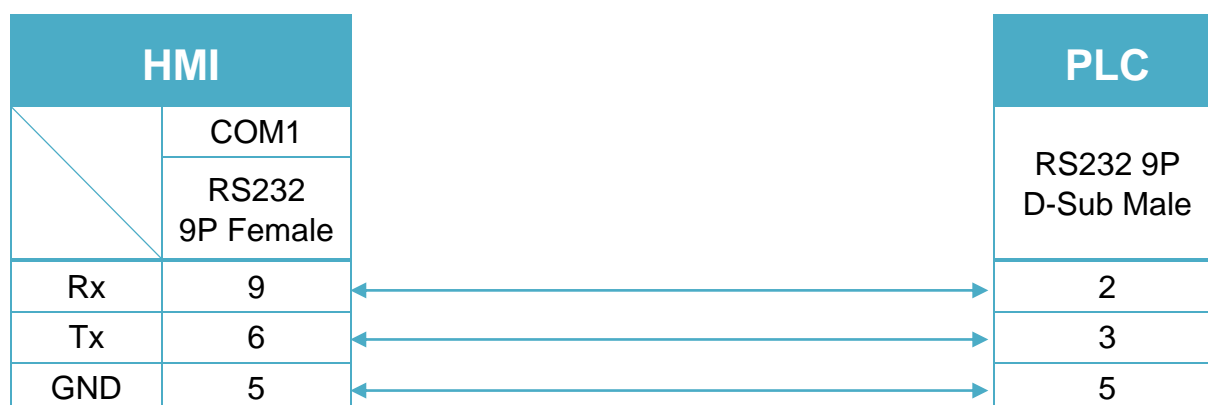 HMI
PLC
COM1
RS232
9P Female
RS232 9P
D-Sub Male
Rx 9 2
Tx 6 3
GND 5 5